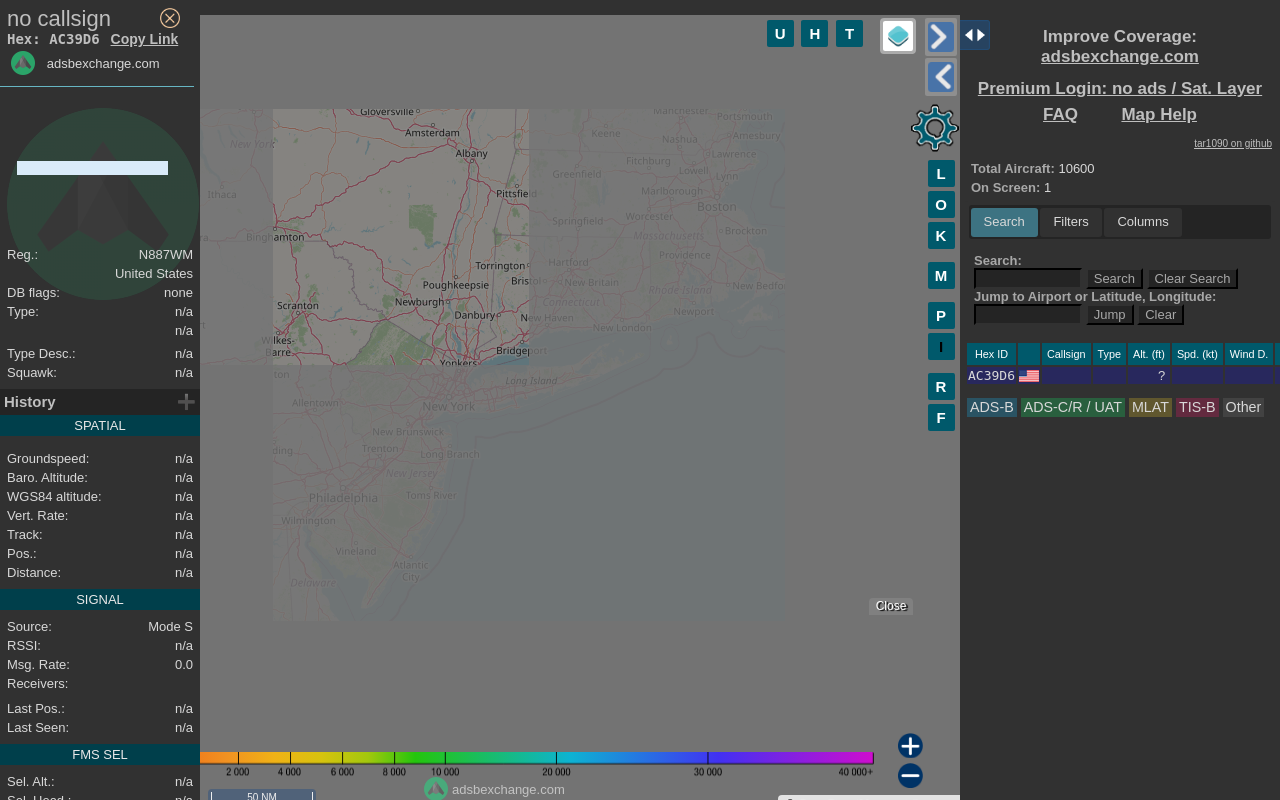 no callsign
Hex: AC39D6 Copy Link
adsbexchange.com
Reg.: N887WM
United States
DB flags: none
Type: n/a
n/a
Type Desc.: n/a
Squawk: n/a
History
SPATIAL
Groundspeed: n/a
Baro. Altitude: n/a
WGS84 altitude: n/a
Vert. Rate: n/a
Track: n/a
Pos.: n/a
Distance: n/a
SIGNAL
Source: Mode S
RSSI: n/a
Msg. Rate: 0.0
Receivers:
Last Pos.: n/a
Last Seen: n/a
FMS SEL
Sel. Alt.: n/a
Sel. Head.: n/a
U H T
L
O
K
M
P
I
R
F
Gloversville
Amsterdam
Albany
Pittsfie
Binghamton
Torrington
Poughkeepsie
Bris
Scranton
Newburgh
Danbury
Wilkes-
Barre
Bridgeport
Yonkers
New York
Ithaca
Manchester
Portsmouth
Keene
Nashua
Amesbury
Fitchburg
Lawrence
Greenfield
Lowell
Lynn
Marlborough
Boston
Worcester
Springfield
Massachusetts
Brockton
Hartford
Providence
New Britain
Rhode Island
New Bedfo
Connecticut
New Haven
Newport
New London
Long Island
Allentown
New York
New Brunswick
Trenton
Long Branch
New Jersey
Philadelphia
Toms River
Wilmington
Vineland
Atlantic
City
Delaware
Close
2 000 4 000 6 000 8 000 10 000 20 000 30 000 40 000+
adsbexchange.com
50 NM
Improve Coverage:
adsbexchange.com
Premium Login: no ads / Sat. Layer
FAQ Map Help
tar1090 on github
Total Aircraft: 10600
On Screen: 1
Search Filters Columns
Search:
Search Clear Search
Jump to Airport or Latitude, Longitude:
Jump Clear
Hex ID Callsign Type Alt. (ft) Spd. (kt) Wind D.
AC39D6 ?
ADS-B ADS-C/R / UAT MLAT TIS-B Other